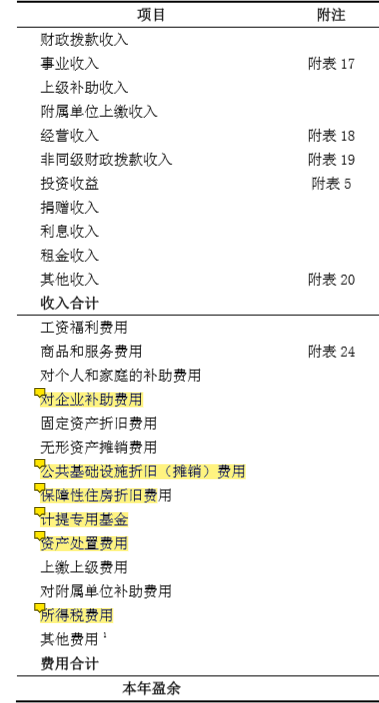 项目 附注
财政拨款收入
事业收入 附表 17
上级补助收入
附属单位上缴收入
经营收入 附表 18
非同级财政拨款收入 附表 19
投资收益 附表 5
捐赠收入
利息收入
租金收入
其他收入 附表 20
收入合计
工资福利费用
商品和服务费用 附表 24
对个人和家庭的补助费用
对企业补助费用
固定资产折旧费用
无形资产摊销费用
公共基础设施折旧（摊销）费用
保障性住房折旧费用
计提专用基金
资产处置费用
上缴上级费用
对附属单位补助费用
所得税费用
其他费用¹
费用合计
本年盈余